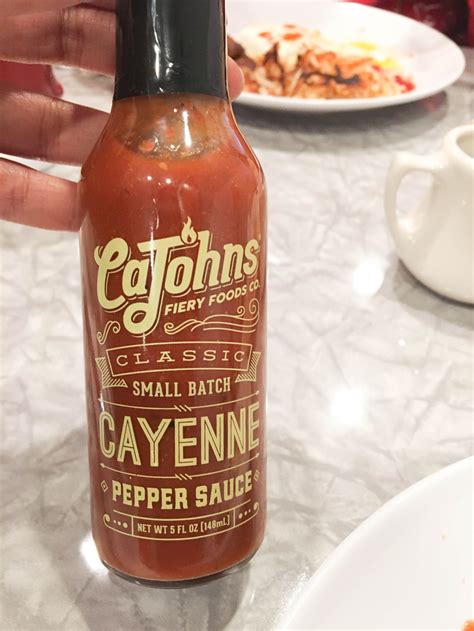 CaJohns
FIERY FOODS CO.
CLASSIC
SMALL BATCH
CAYENNE
PEPPER SAUCE
NET WT 5 FL OZ (148mL)